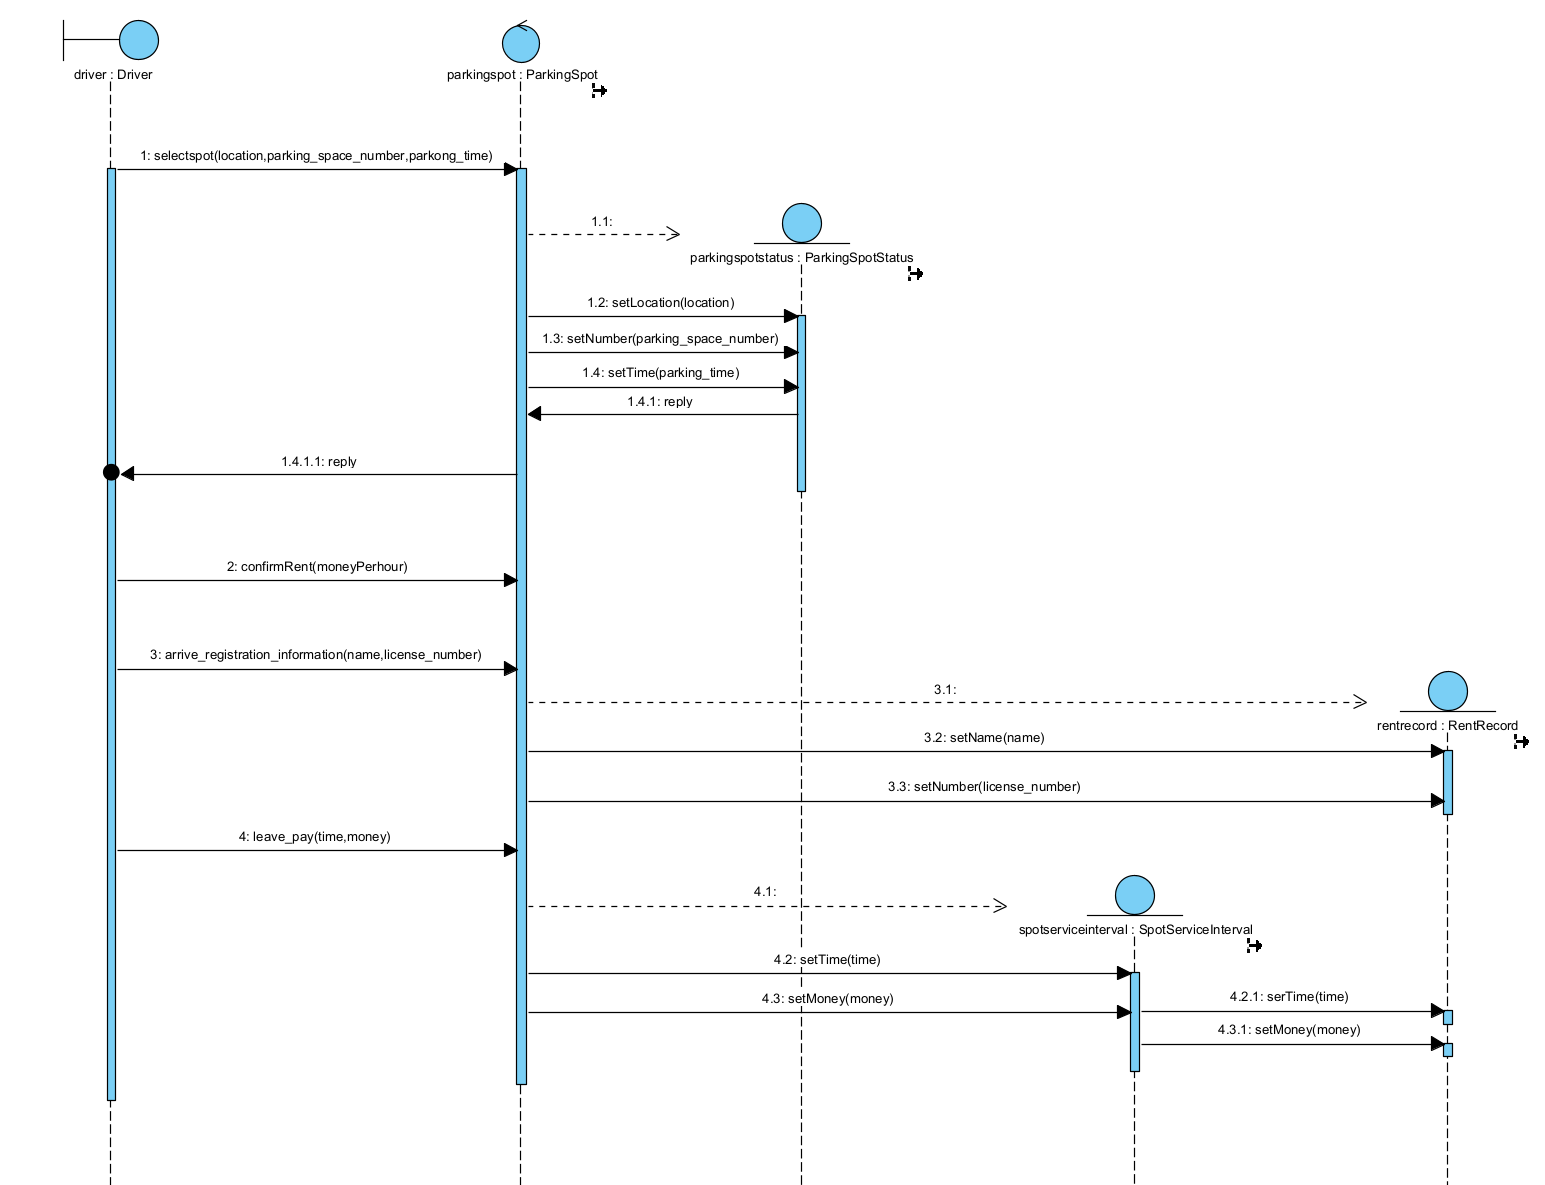 driver : Driver
parkingspot : ParkingSpot
1: selectspot(location,parking_space_number,parkong_time)
1.1:
parkingspotstatus : ParkingSpotStatus
1.2: setLocation(location)
1.3: setNumber(parking_space_number)
1.4: setTime(parking_time)
1.4.1: reply
1.4.1.1: reply
2: confirmRent(moneyPerhour)
3: arrive_registration_information(name,license_number)
3.1:
rentrecord : RentRecord
3.2: setName(name)
3.3: setNumber(license_number)
4: leave_pay(time,money)
4.1:
spotserviceinterval : SpotServiceInterval
4.2: setTime(time)
4.3: setMoney(money)
4.2.1: serTime(time)
4.3.1: setMoney(money)